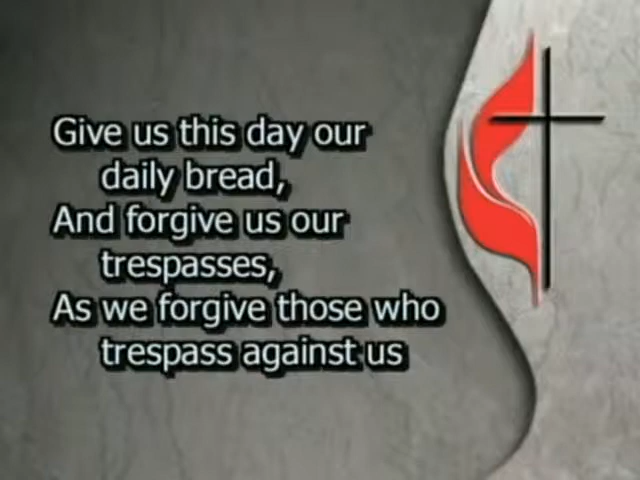 Give us this day our
daily bread,
And forgive us our
trespasses,
As we forgive those who
trespass against us